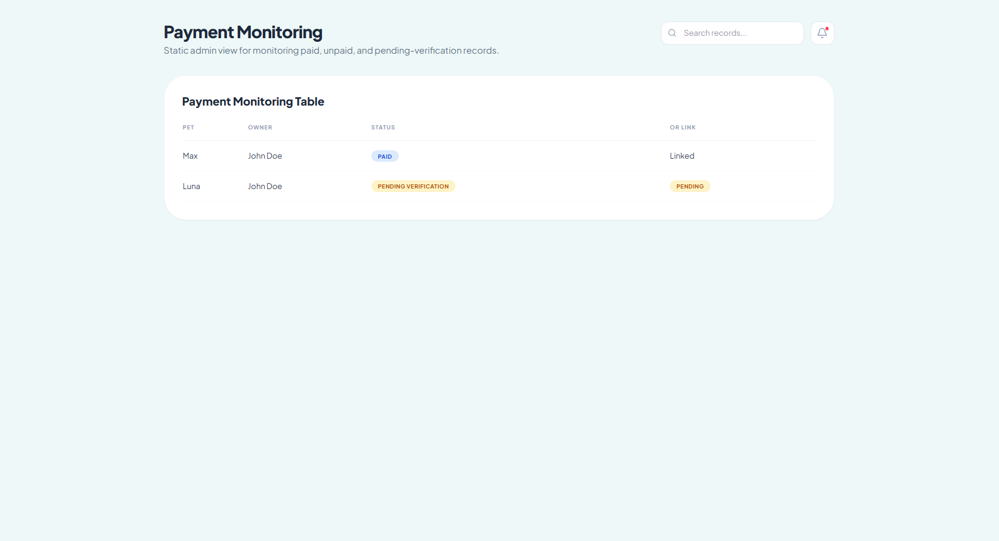 Payment Monitoring
Search records...
Static admin view for monitoring paid, unpaid, and pending-verification records.
Payment Monitoring Table
PET OWNER STATUS OR LINK
Max John Doe PAID Linked
Luna John Doe PENDING VERIFICATION PENDING